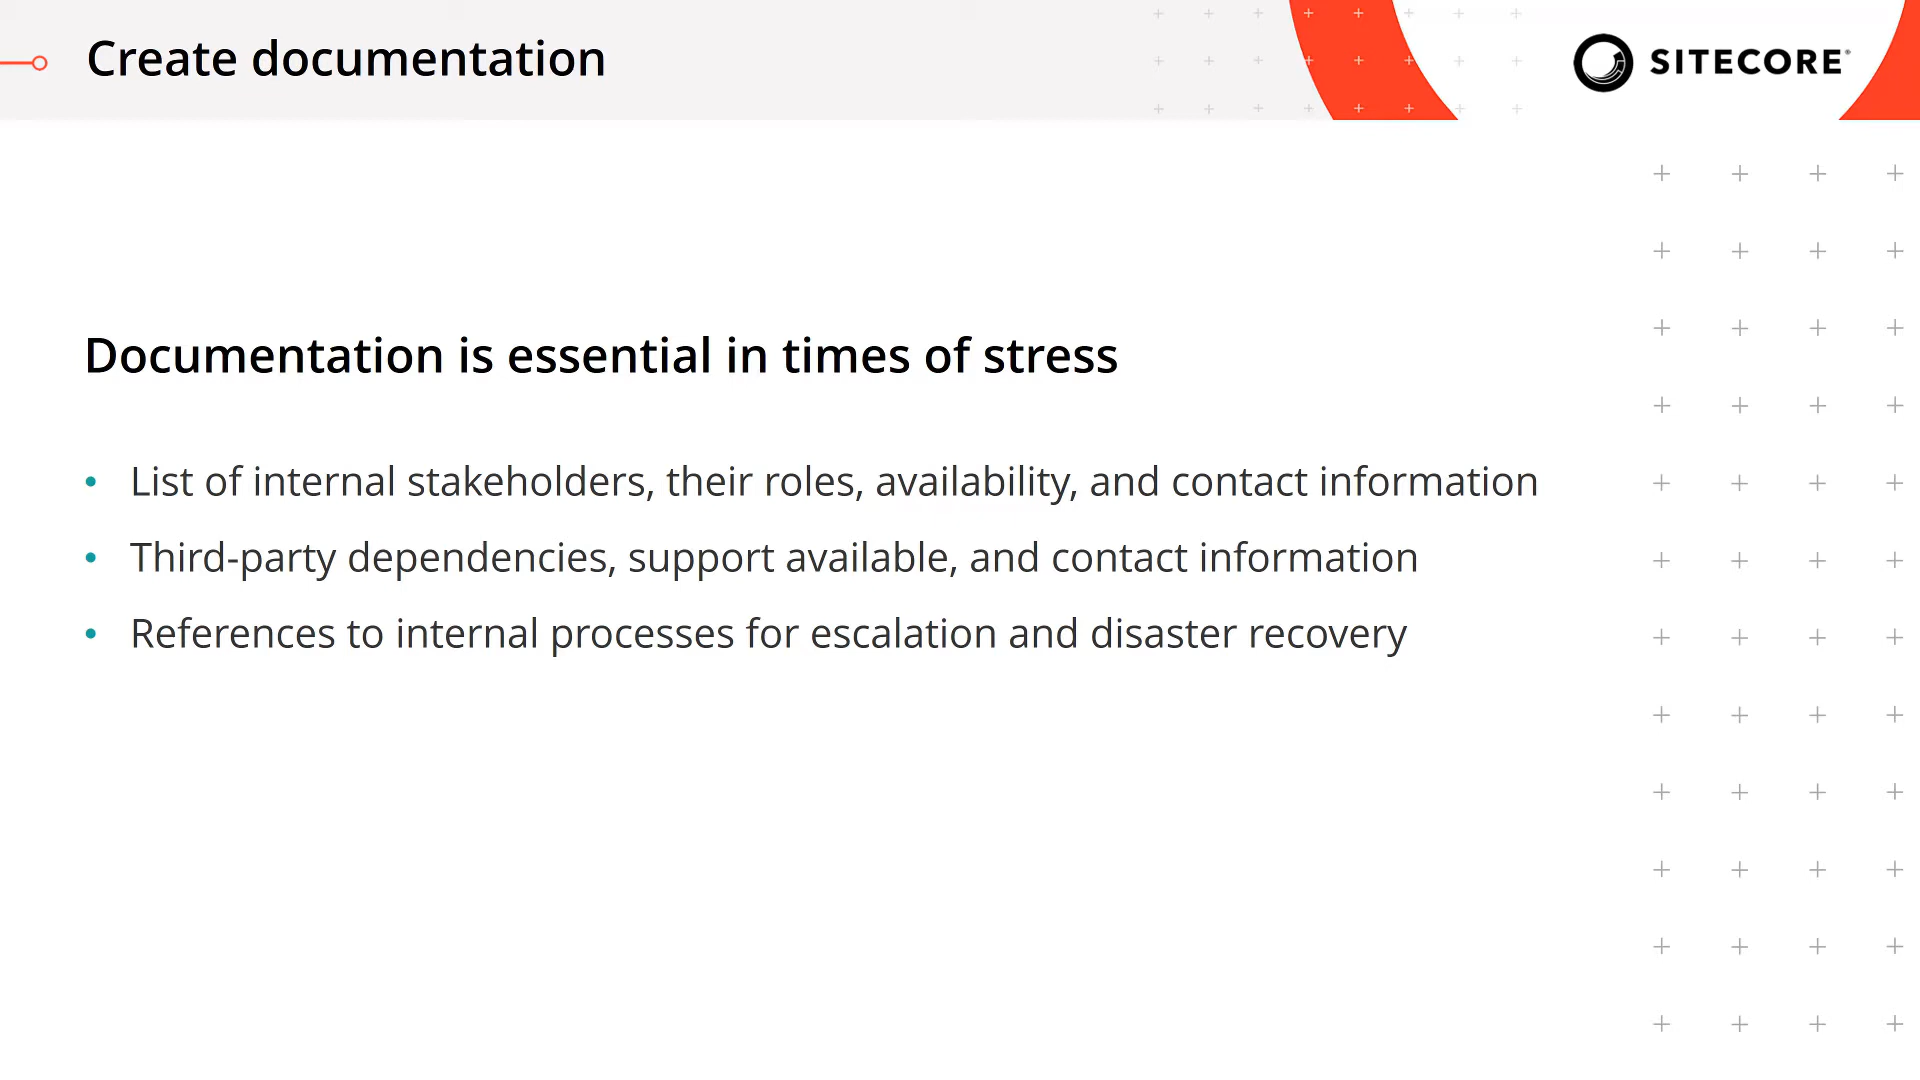 Create documentation
SITECORE
Documentation is essential in times of stress
• List of internal stakeholders, their roles, availability, and contact information
• Third-party dependencies, support available, and contact information
• References to internal processes for escalation and disaster recovery